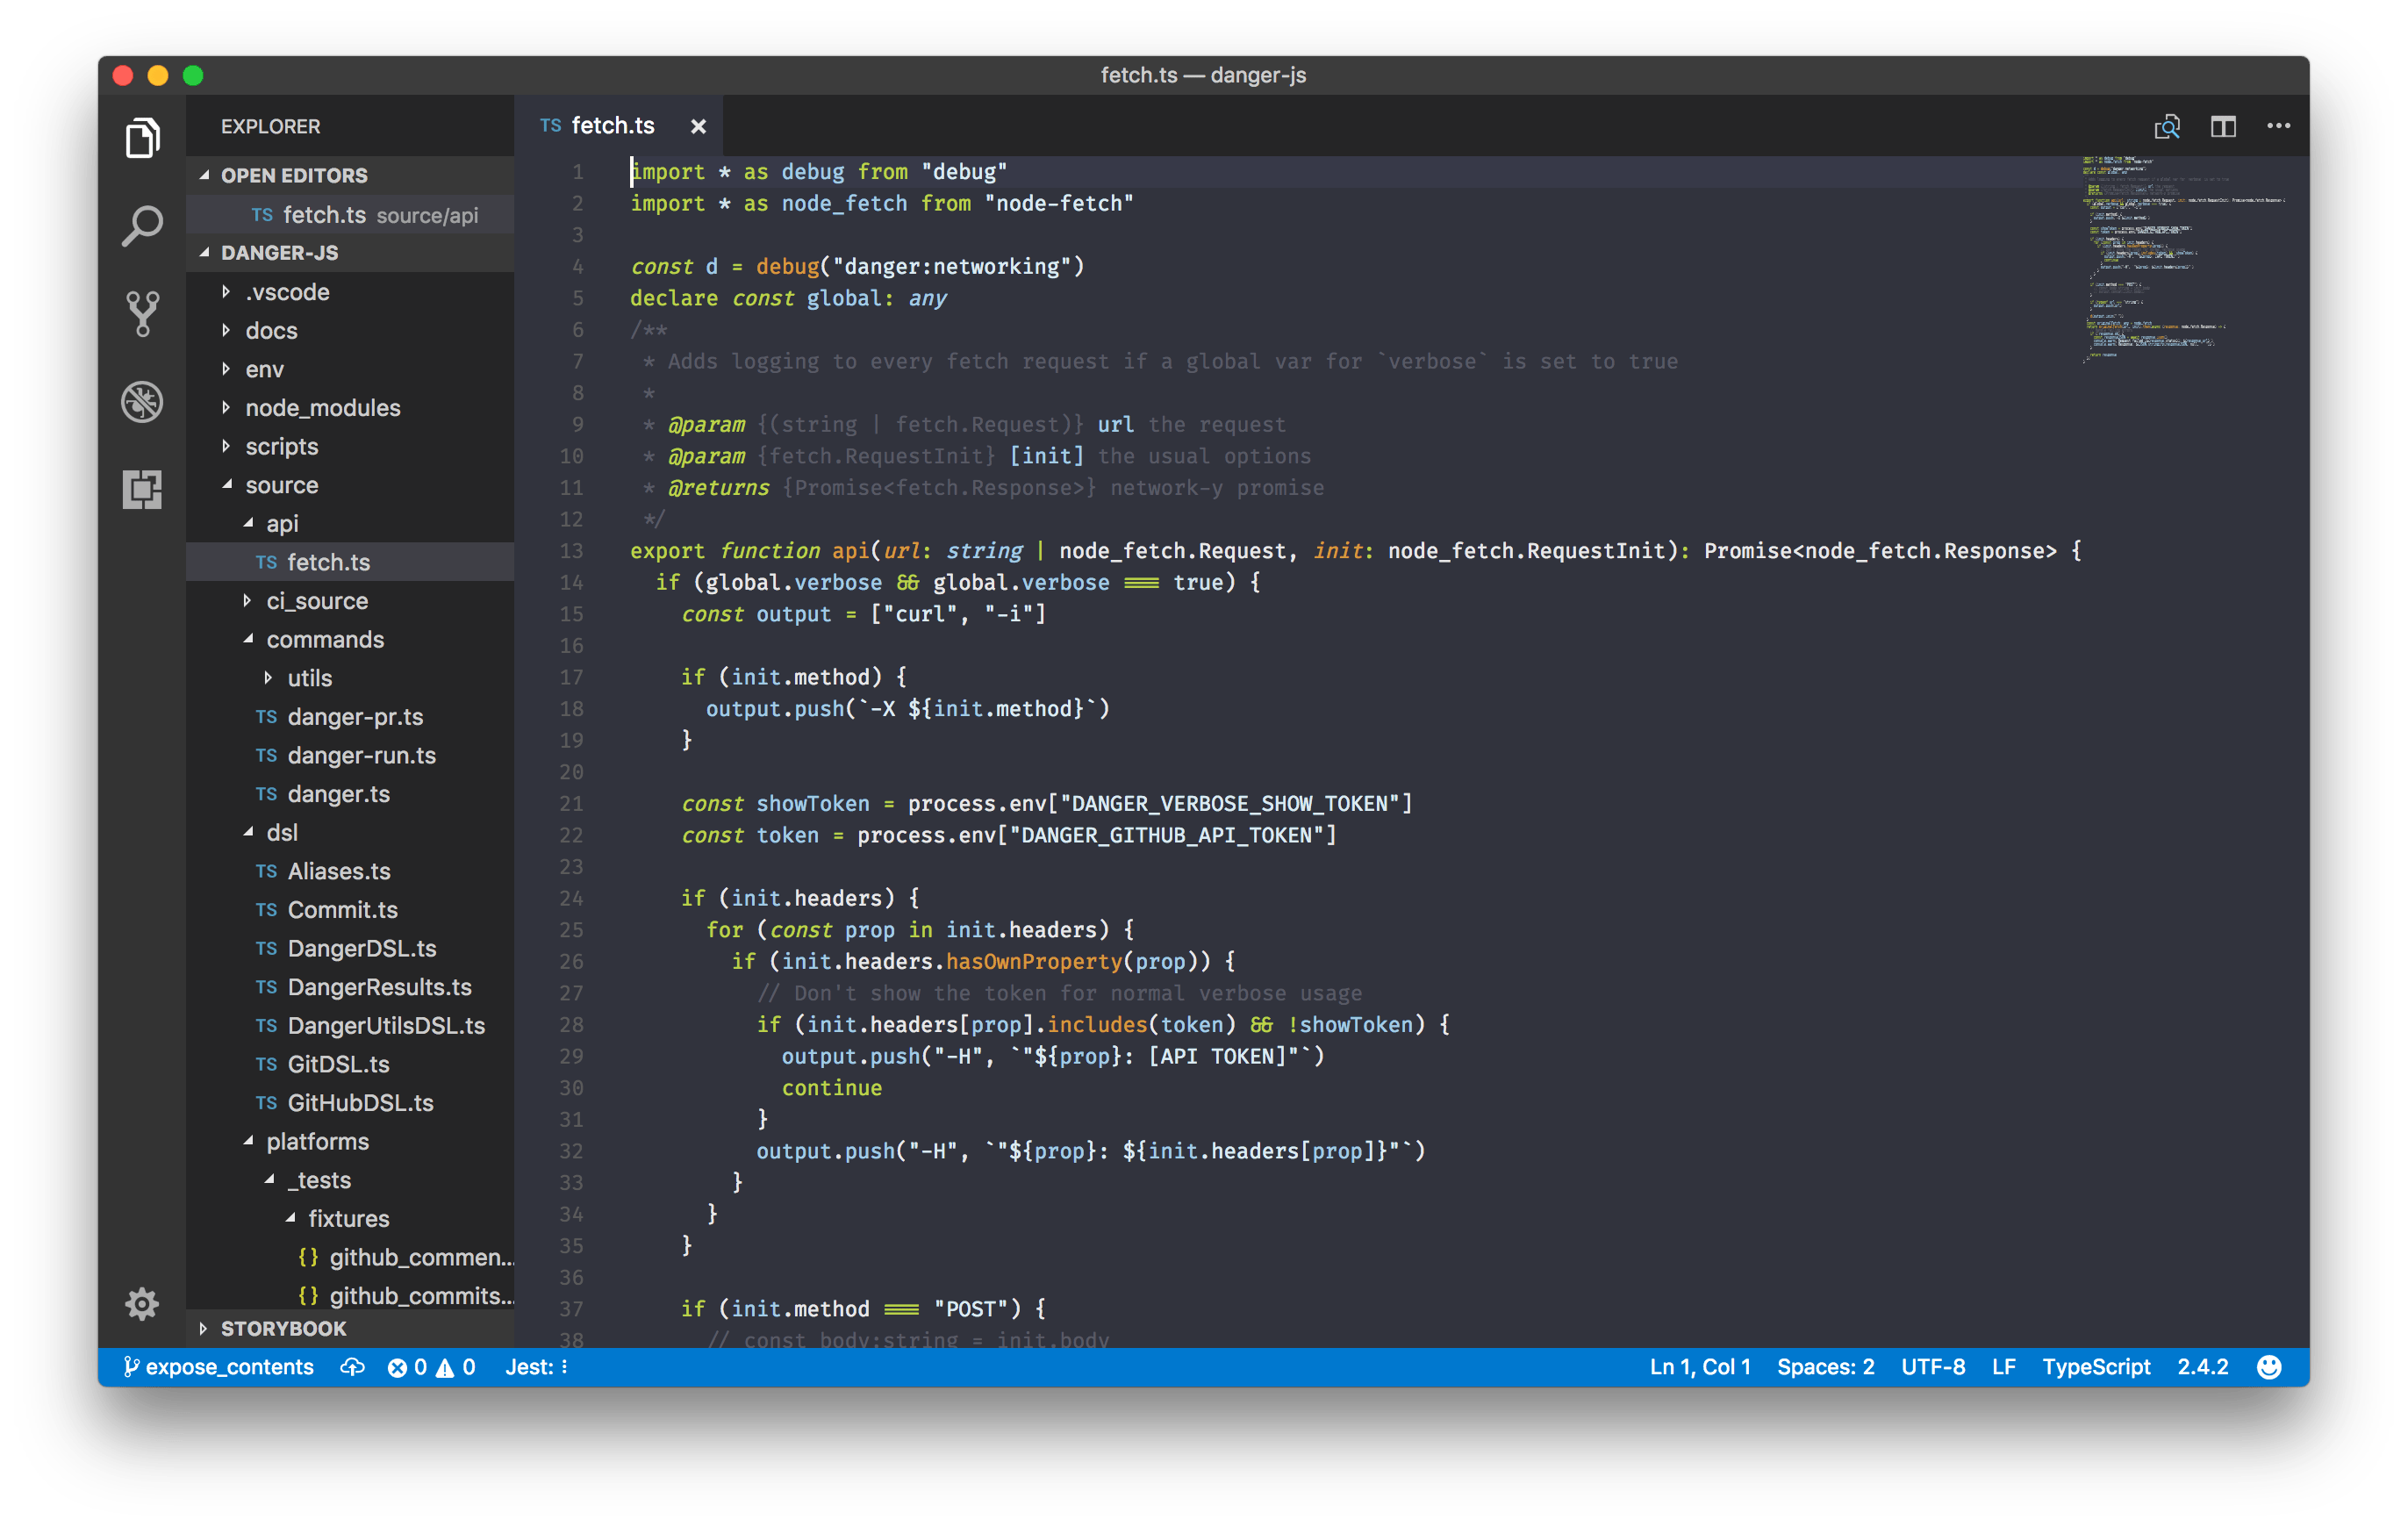 fetch.ts — danger-js
EXPLORER
OPEN EDITORS
TS fetch.ts source/api
DANGER-JS
.vscode
docs
env
node_modules
scripts
source
api
TS fetch.ts
ci_source
commands
utils
TS danger-pr.ts
TS danger-run.ts
TS danger.ts
dsl
TS Aliases.ts
TS Commit.ts
TS DangerDSL.ts
TS DangerResults.ts
TS DangerUtilsDSL.ts
TS GitDSL.ts
TS GitHubDSL.ts
platforms
_tests
fixtures
{} github_commen...
{} github_commits...
STORYBOOK
TS fetch.ts ×
1 import * as debug from "debug"
2 import * as node_fetch from "node-fetch"
3
4 const d = debug("danger:networking")
5 declare const global: any
6 /**
7 * Adds logging to every fetch request if a global var for `verbose` is set to true
8 *
9 * @param {(string | fetch.Request)} url the request
10 * @param {fetch.RequestInit} [init] the usual options
11 * @returns {Promise<fetch.Response>} network-y promise
12 */
13 export function api(url: string | node_fetch.Request, init: node_fetch.RequestInit): Promise<node_fetch.Response> {
14 if (global.verbose && global.verbose === true) {
15 const output = ["curl", "-i"]
16
17 if (init.method) {
18 output.push(`-X ${init.method}`)
19 }
20
21 const showToken = process.env["DANGER_VERBOSE_SHOW_TOKEN"]
22 const token = process.env["DANGER_GITHUB_API_TOKEN"]
23
24 if (init.headers) {
25 for (const prop in init.headers) {
26 if (init.headers.hasOwnProperty(prop)) {
27 // Don't show the token for normal verbose usage
28 if (init.headers[prop].includes(token) && !showToken) {
29 output.push("-H", `"${prop}: [API TOKEN]"`)
30 continue
31 }
32 output.push("-H", `"${prop}: ${init.headers[prop]}"`)
33 }
34 }
35 }
36
37 if (init.method === "POST") {
38 // const body:string = init.body
expose_contents 0 0 Jest: Ln 1, Col 1 Spaces: 2 UTF-8 LF TypeScript 2.4.2